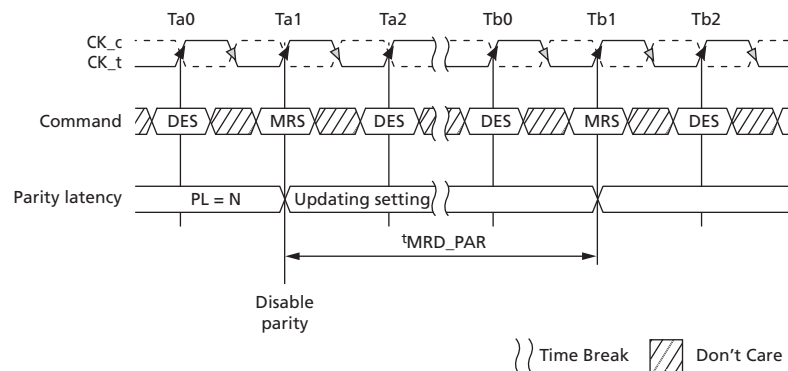 Ta0 Ta1 Ta2 Tb0 Tb1 Tb2
CK_c
CK_t
Command DES MRS DES DES MRS DES
Parity latency PL = N Updating setting
tMRD_PAR
Disable
parity
Time Break Don't Care